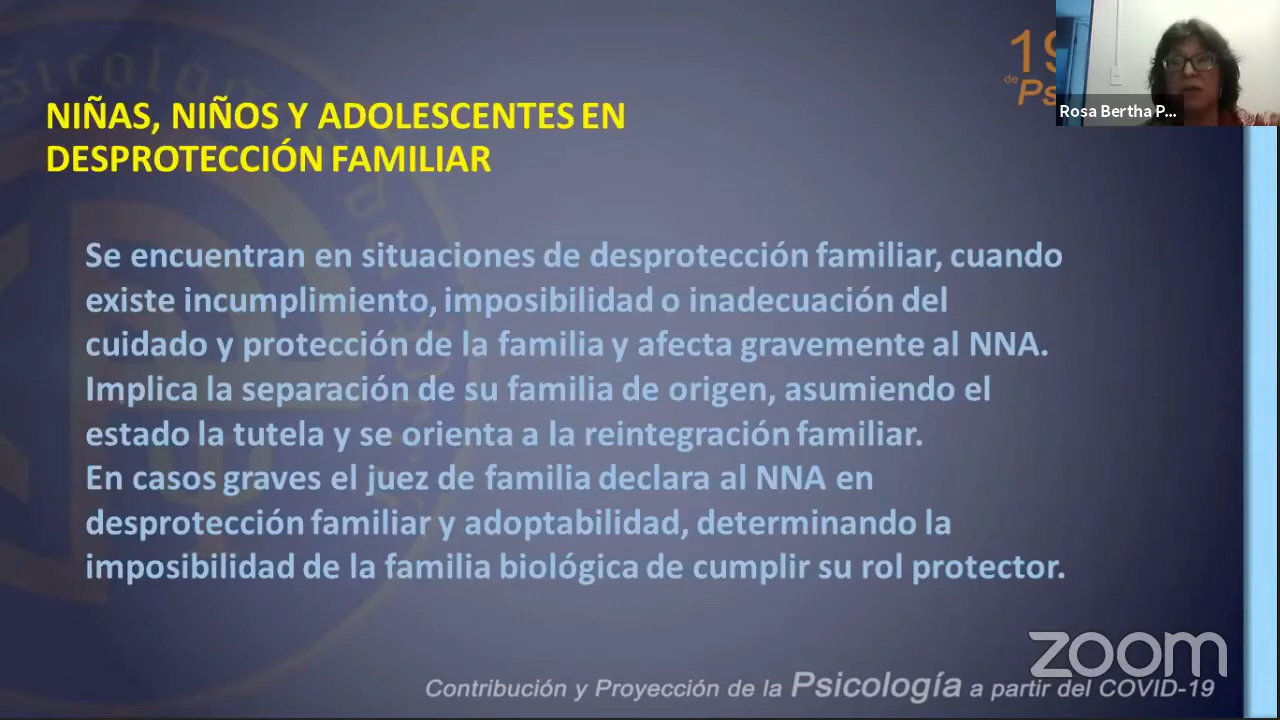 19
de
Ps
Rosa Bertha P...
NIÑAS, NIÑOS Y ADOLESCENTES EN
DESPROTECCIÓN FAMILIAR
Se encuentran en situaciones de desprotección familiar, cuando
existe incumplimiento, imposibilidad o inadecuación del
cuidado y protección de la familia y afecta gravemente al NNA.
Implica la separación de su familia de origen, asumiendo el
estado la tutela y se orienta a la reintegración familiar.
En casos graves el juez de familia declara al NNA en
desprotección familiar y adoptabilidad, determinando la
imposibilidad de la familia biológica de cumplir su rol protector.
zoom
Contribución y Proyección de la Psicología a partir del COVID-19